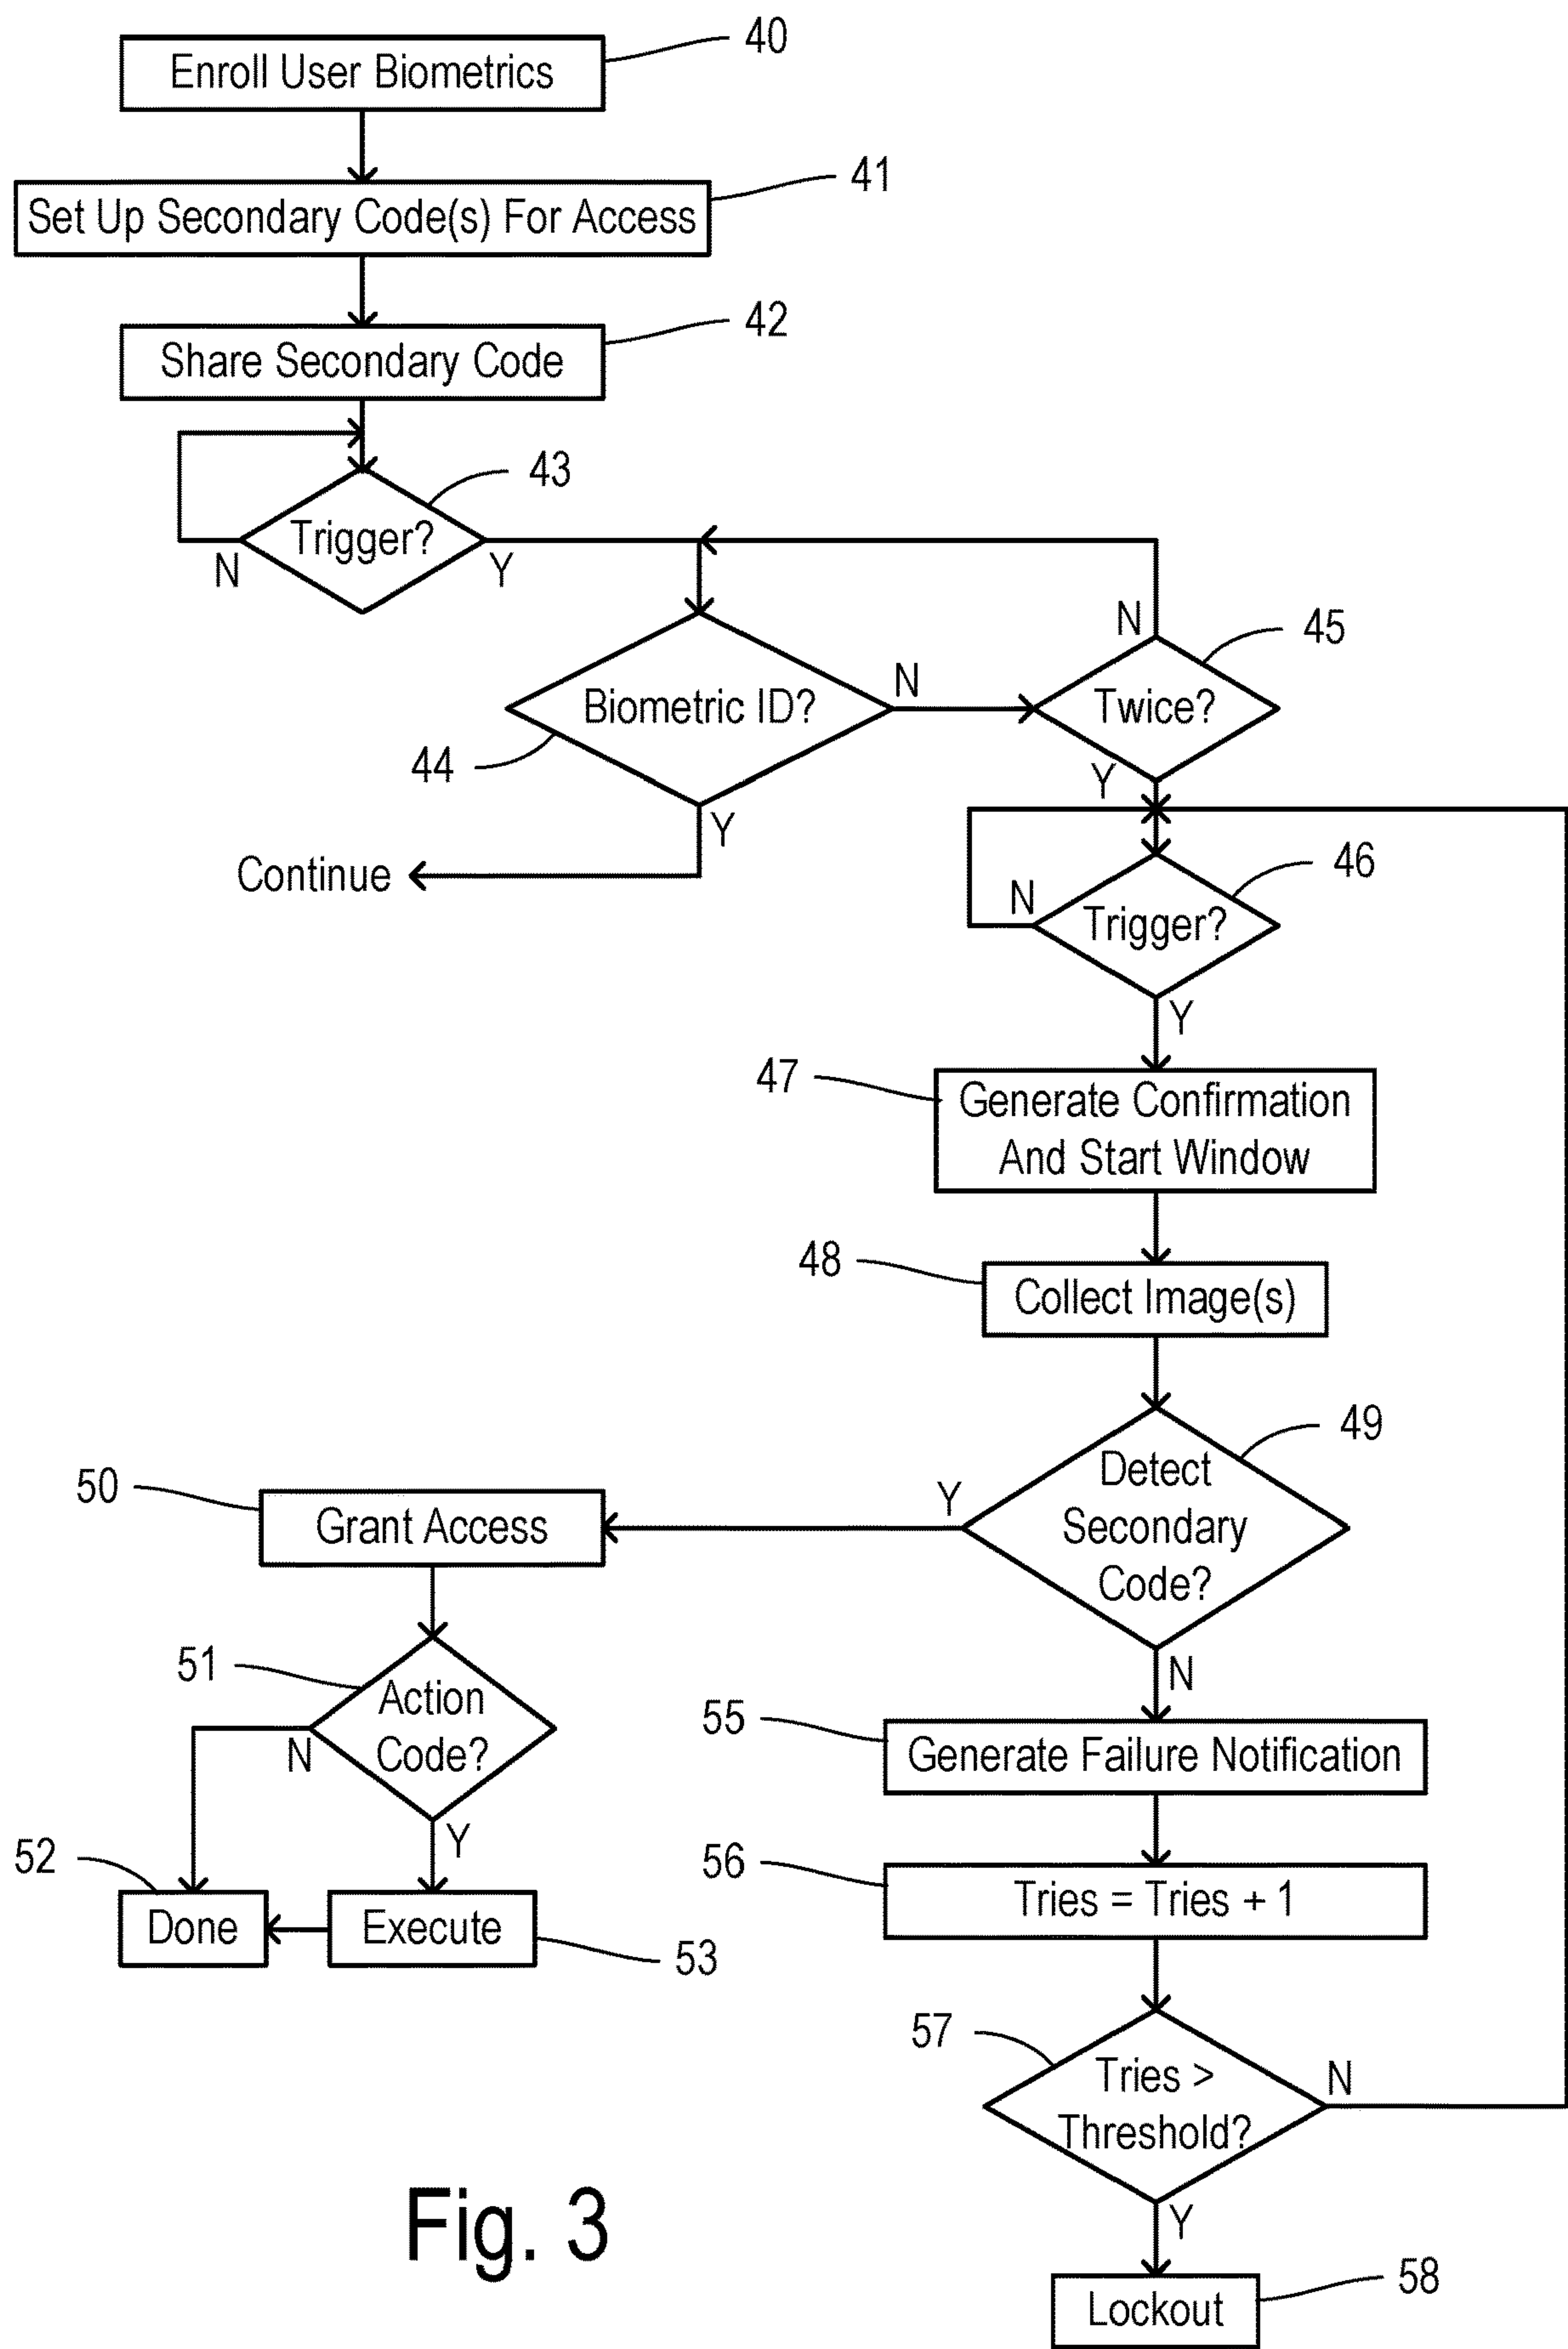 40
Enroll User Biometrics
41
Set Up Secondary Code(s) For Access
42
Share Secondary Code
43
Trigger?
N
Y
N
45
Biometric ID?
N
Twice?
44
Y
Y
Continue
46
N
Trigger?
Y
47
Generate Confirmation
And Start Window
48
Collect Image(s)
49
Detect
Secondary
Code?
Y
50
Grant Access
N
51
Action
Code?
N
Y
55
Generate Failure Notification
52
Done
Execute
53
56
Tries = Tries + 1
57
Tries >
Threshold?
N
Y
58
Lockout
Fig. 3